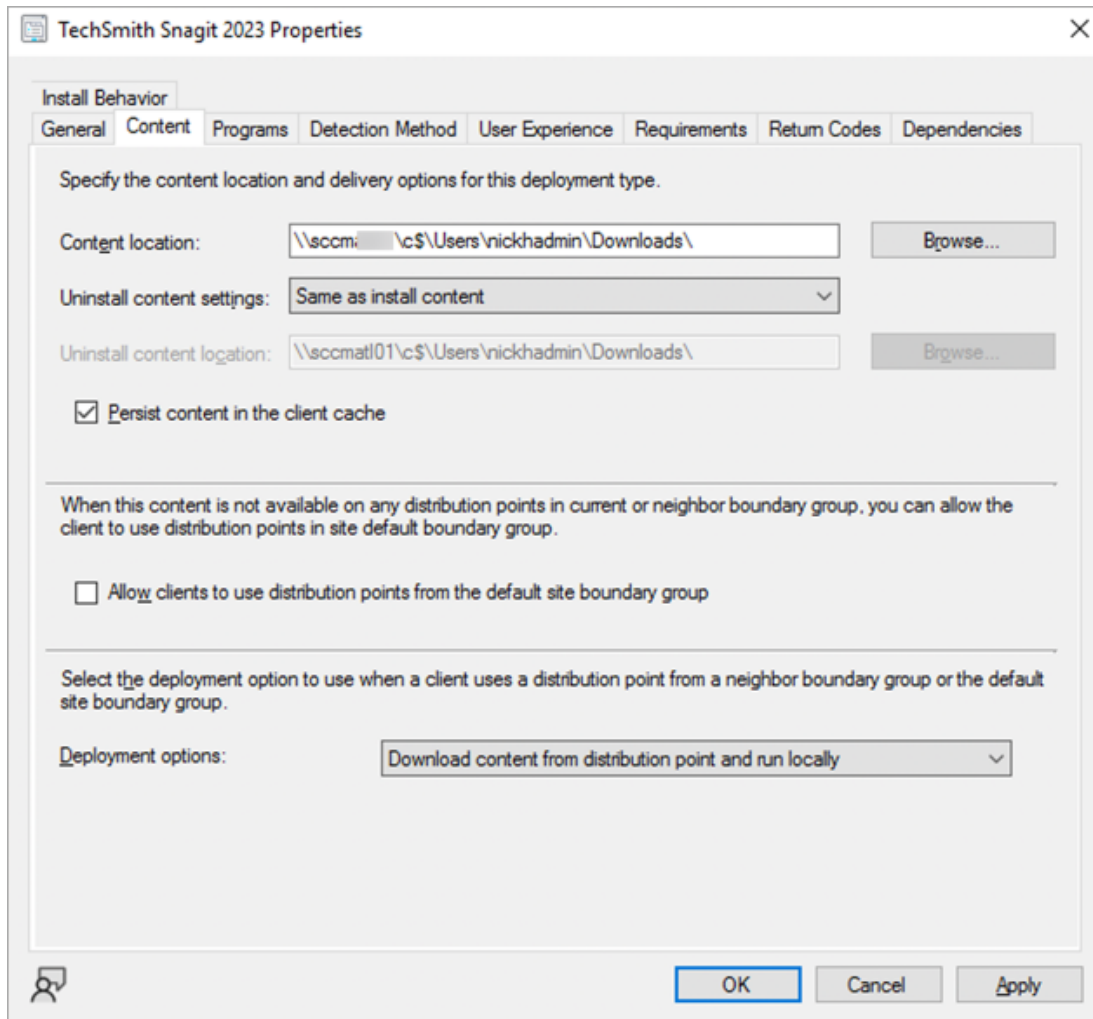 TechSmith Snagit 2023 Properties
Install Behavior
General Content Programs Detection Method User Experience Requirements Return Codes Dependencies
Specify the content location and delivery options for this deployment type.
Content location: \\sccm \c$\Users\nickhadmin\Downloads\ Browse...
Uninstall content settings: Same as install content
Uninstall content location: \\sccmatl01\c$\Users\nickhadmin\Downloads\ Browse...
Persist content in the client cache
When this content is not available on any distribution points in current or neighbor boundary group, you can allow the
client to use distribution points in site default boundary group.
Allow clients to use distribution points from the default site boundary group
Select the deployment option to use when a client uses a distribution point from a neighbor boundary group or the default
site boundary group.
Deployment options: Download content from distribution point and run locally
OK Cancel Apply